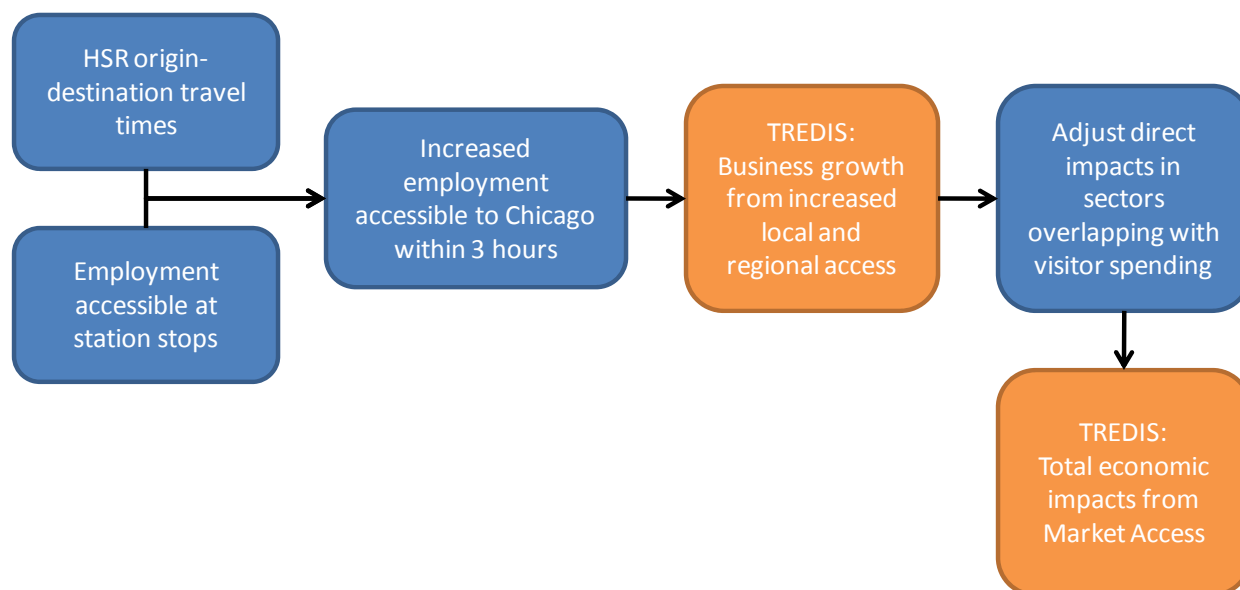 HSR origin-
destination travel
times
Employment
accessible at
station stops
Increased
employment
accessible to Chicago
within 3 hours
TREDIS:
Business growth
from increased
local and
regional access
Adjust direct
impacts in
sectors
overlapping with
visitor spending
TREDIS:
Total economic
impacts from
Market Access